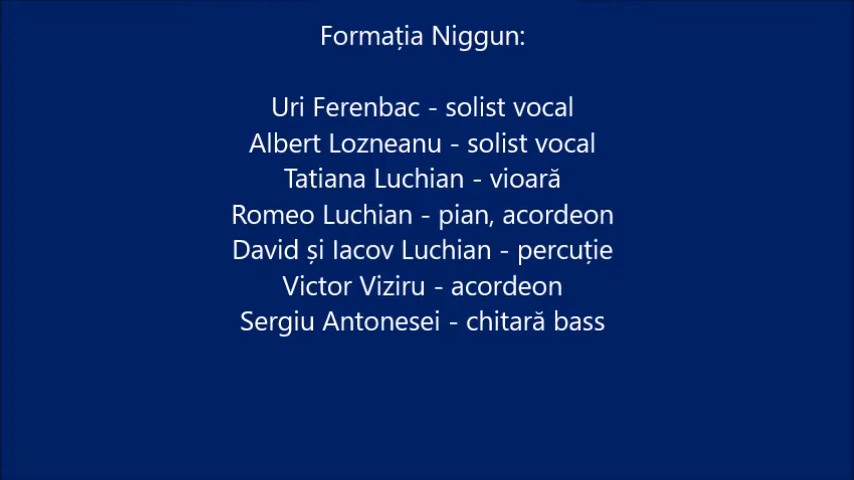 Formația Niggun:
Uri Ferenbac - solist vocal
Albert Lozneanu - solist vocal
Tatiana Luchian - vioară
Romeo Luchian - pian, acordeon
David și Iacov Luchian - percuție
Victor Viziru - acordeon
Sergiu Antonesei - chitară bass